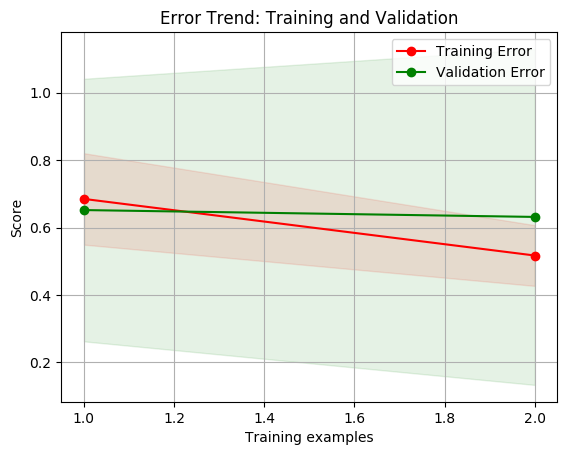 Error Trend: Training and Validation
Training Error
Validation Error
Score
1.0
0.8
0.6
0.4
0.2
1.0 1.2 1.4 1.6 1.8 2.0
Training examples